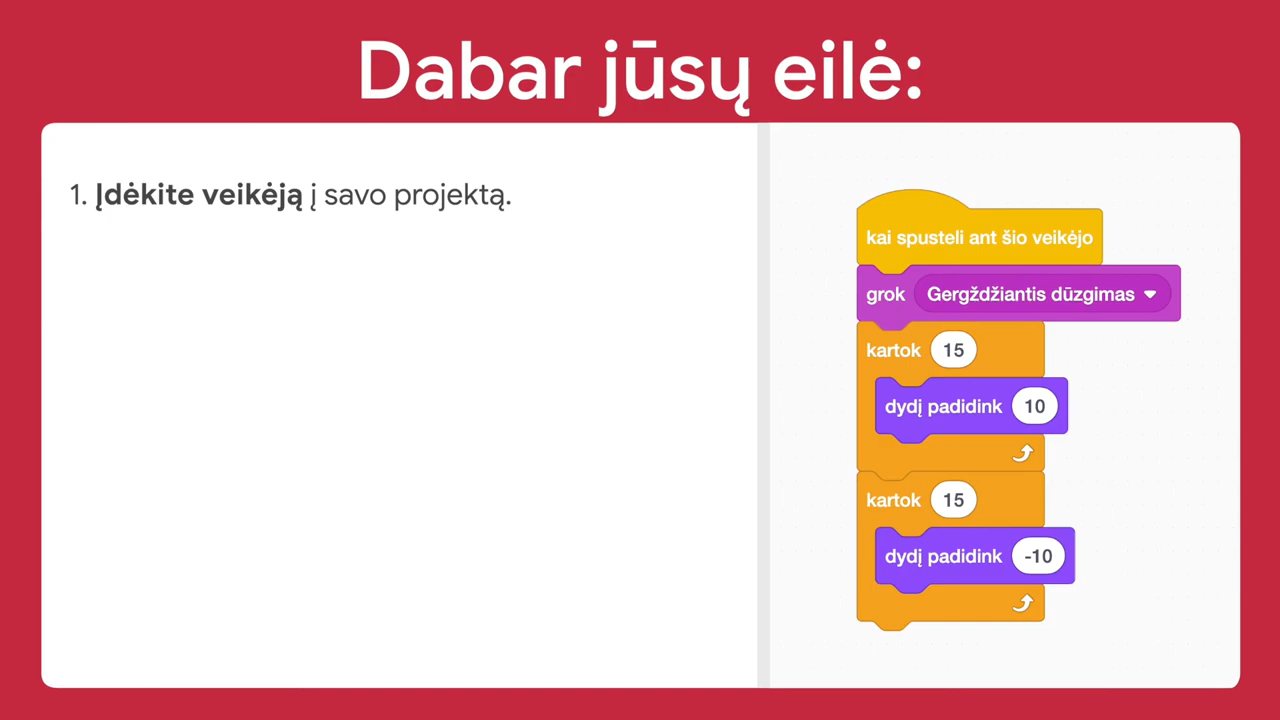 Dabar jūsų eilė:
1. Įdėkite veikėją į savo projektą.
kai spusteli ant šio veikėjo
grok Gergždžiantis dūzgimas
kartok 15
dydį padidink 10
kartok 15
dydį padidink -10